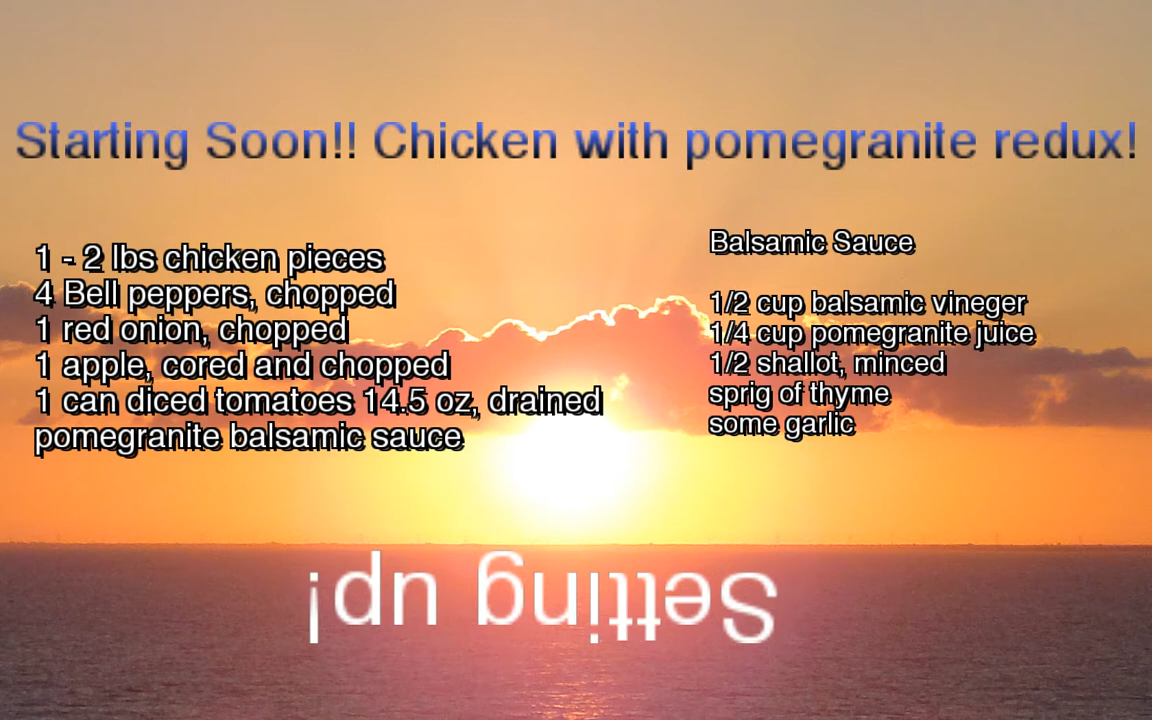 Starting Soon!! Chicken with pomegranite redux!
1 - 2 lbs chicken pieces
4 Bell peppers, chopped
1 red onion, chopped
1 apple, cored and chopped
1 can diced tomatoes 14.5 oz, drained
pomegranite balsamic sauce
Balsamic Sauce
1/2 cup balsamic vineger
1/4 cup pomegranite juice
1/2 shallot, minced
sprig of thyme
some garlic
Setting up!